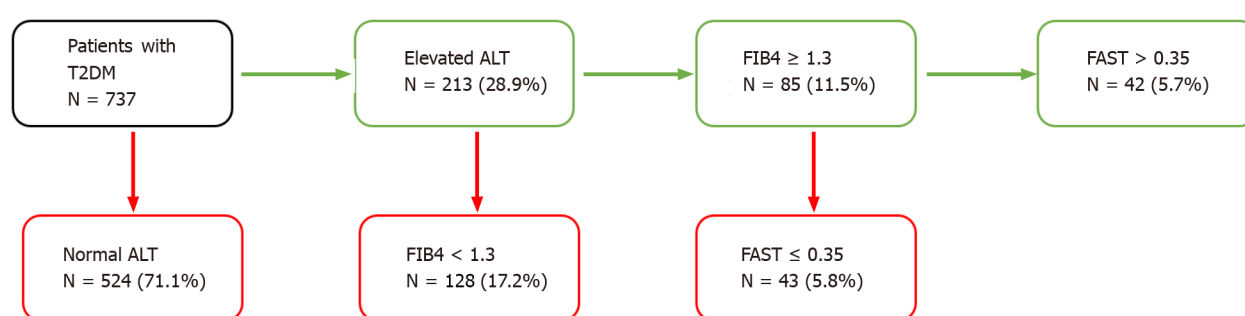 Patients with
T2DM
N = 737
Elevated ALT
N = 213 (28.9%)
FIB4 ≥ 1.3
N = 85 (11.5%)
FAST > 0.35
N = 42 (5.7%)
Normal ALT
N = 524 (71.1%)
FIB4 < 1.3
N = 128 (17.2%)
FAST ≤ 0.35
N = 43 (5.8%)